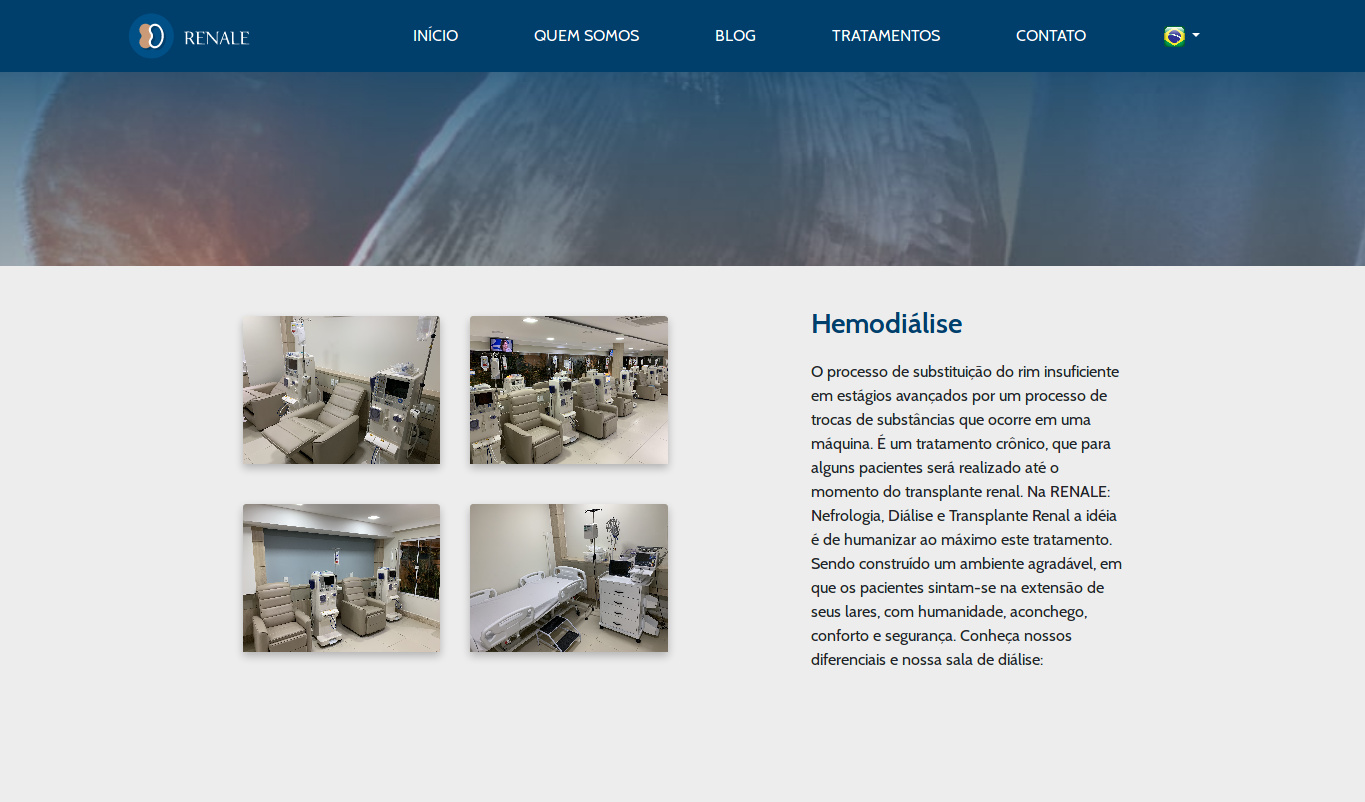 RENALE
INÍCIO
QUEM SOMOS
BLOG
TRATAMENTOS
CONTATO
Hemodiálise
O processo de substituição do rim insuficiente
em estágios avançados por um processo de
trocas de substâncias que ocorre em uma
máquina. É um tratamento crônico, que para
alguns pacientes será realizado até o
momento do transplante renal. Na RENALE:
Nefrologia, Diálise e Transplante Renal a idéia
é de humanizar ao máximo este tratamento.
Sendo construído um ambiente agradável, em
que os pacientes sintam-se na extensão de
seus lares, com humanidade, aconchego,
conforto e segurança. Conheça nossos
diferenciais e nossa sala de diálise: